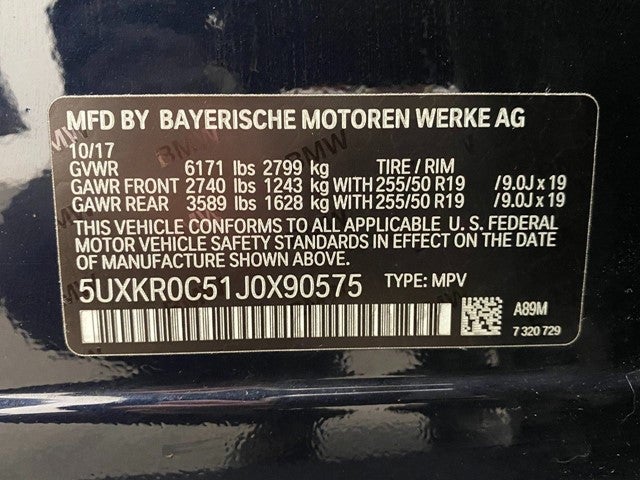 MFD BY BAYERISCHE MOTOREN WERKE AG
10/17
GVWR 6171 lbs 2799 kg TIRE / RIM
GAWR FRONT 2740 lbs 1243 kg WITH 255/50 R19 /9.0J x 19
GAWR REAR 3589 lbs 1628 kg WITH 255/50 R19 /9.0J x 19
THIS VEHICLE CONFORMS TO ALL APPLICABLE U. S. FEDERAL
MOTOR VEHICLE SAFETY STANDARDS IN EFFECT ON THE DATE
OF MANUFACTURE SHOWN ABOVE.
5UXKR0C51J0X90575 TYPE: MPV
A89M
7 320 729
BMW
BMW
BMW